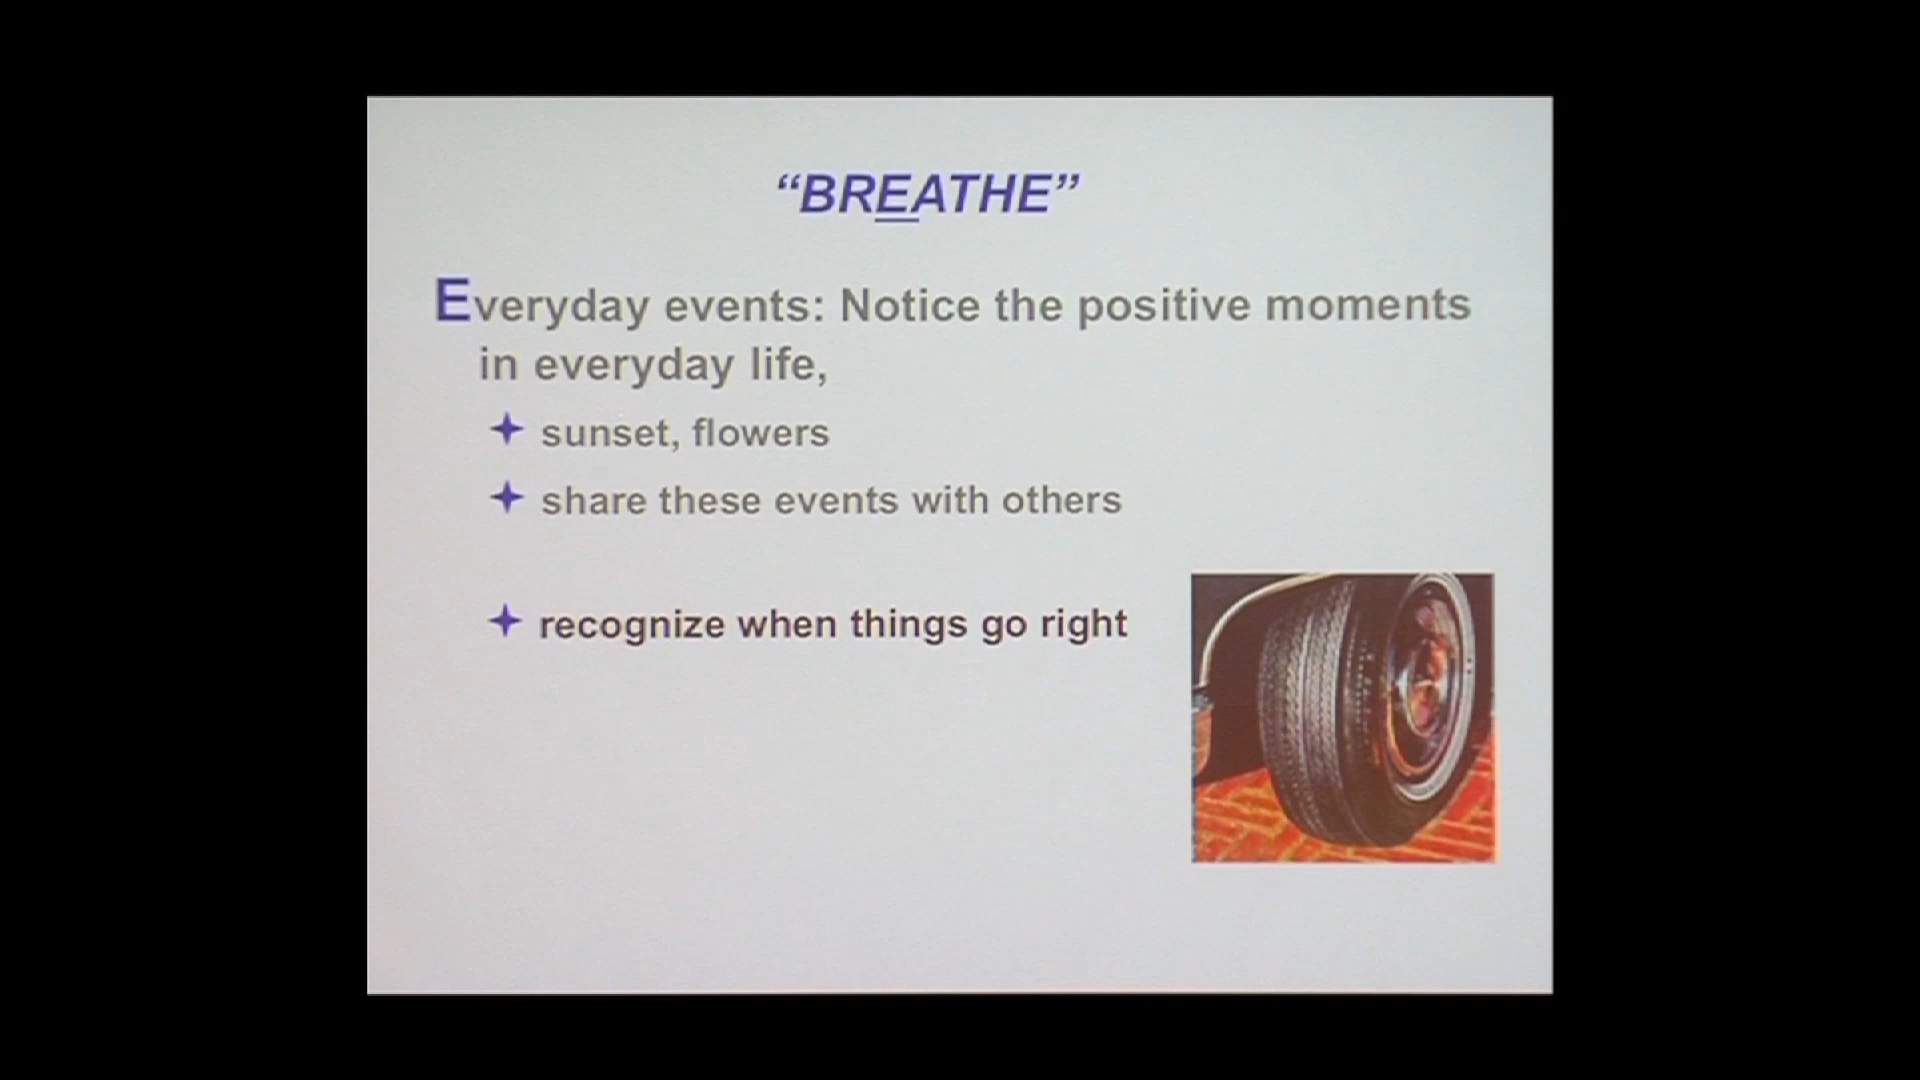 “BREATHE”
Everyday events: Notice the positive moments
in everyday life,
sunset, flowers
share these events with others
recognize when things go right